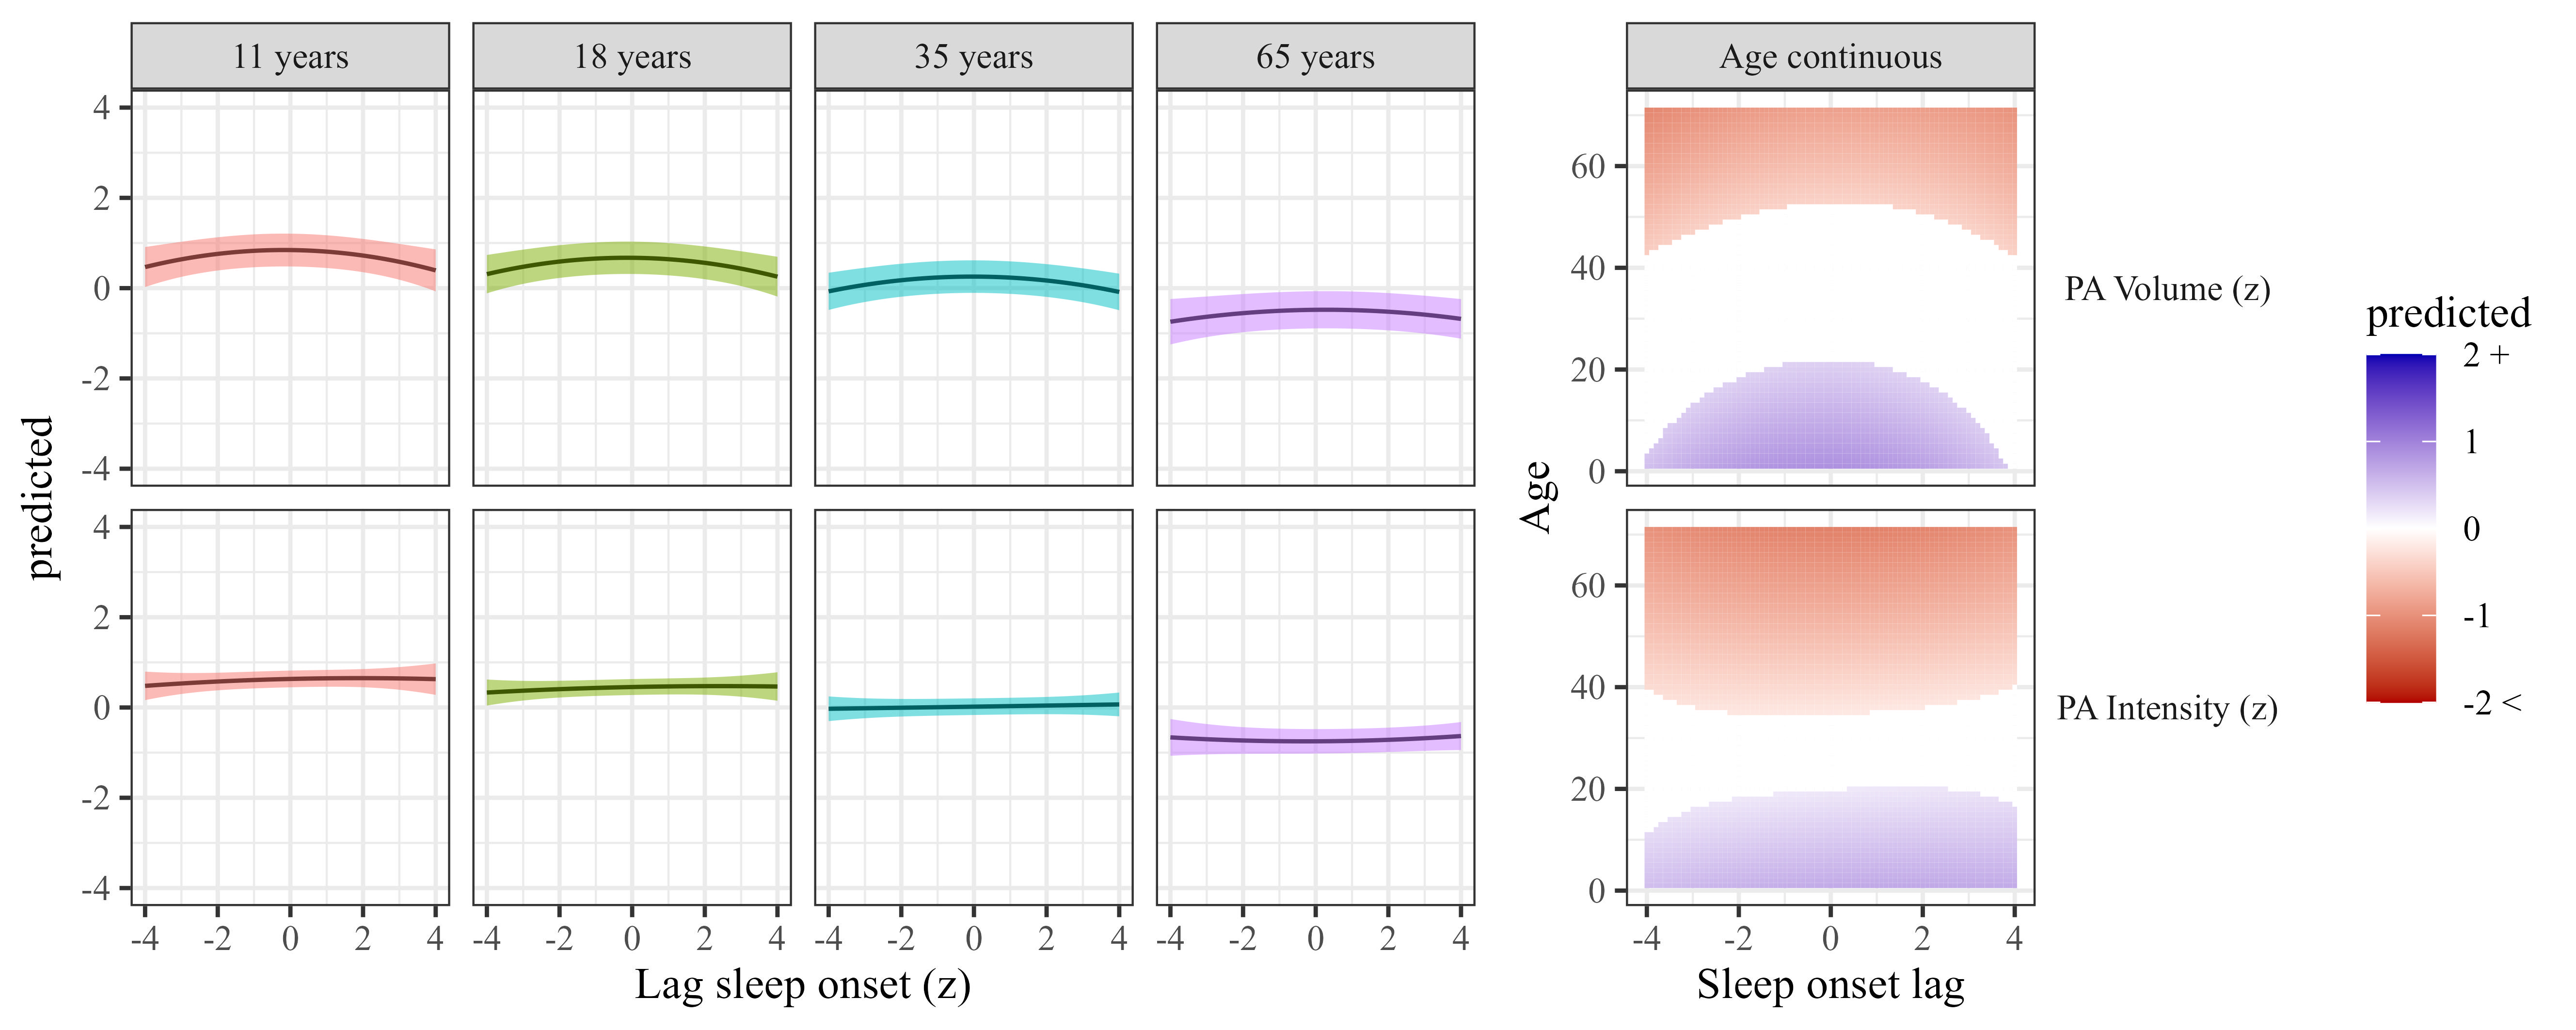 11 years
18 years
35 years
65 years
Age continuous
predicted
4
2
0
-2
-4
4
2
0
-2
-4
-4 -2 0 2 4
-4 -2 0 2 4
-4 -2 0 2 4
-4 -2 0 2 4
Lag sleep onset (z)
Age
60
40
20
0
60
40
20
0
-4 -2 0 2 4
Sleep onset lag
PA Volume (z)
PA Intensity (z)
predicted
2 +
1
0
-1
-2 <